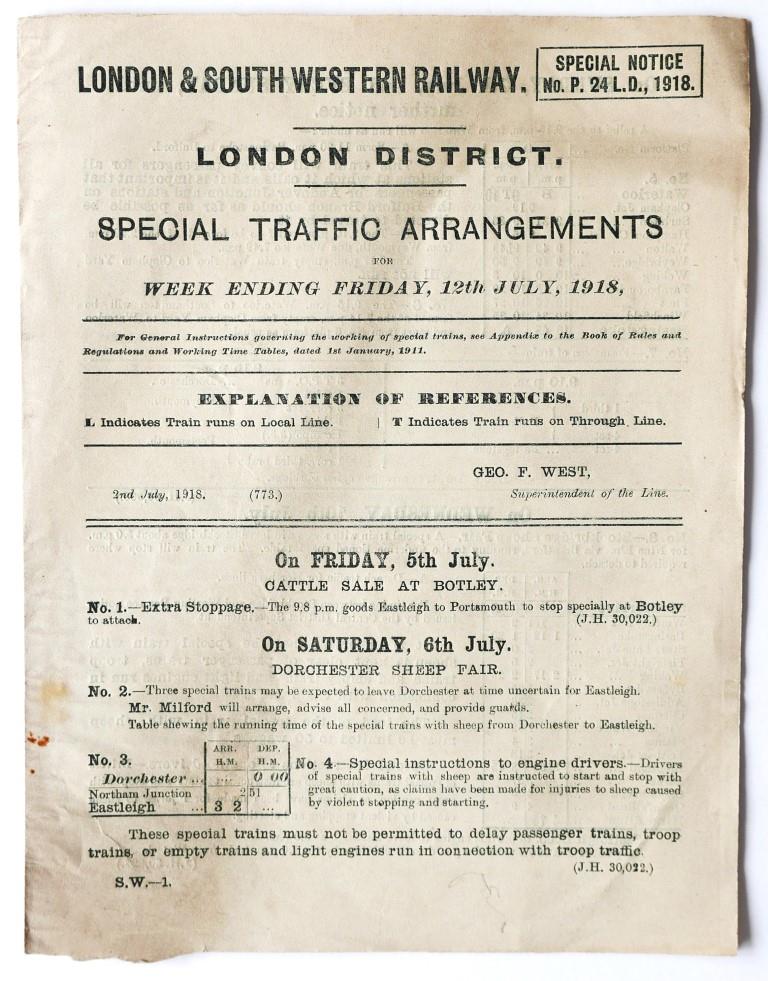 LONDON & SOUTH WESTERN RAILWAY.
SPECIAL NOTICE
No. P. 24 L.D., 1918.
LONDON DISTRICT.
SPECIAL TRAFFIC ARRANGEMENTS
FOR
WEEK ENDING FRIDAY, 12th JULY, 1918,
For General Instructions governing the working of special trains, see Appendix to the Book of Rules and
Regulations and Working Time Tables, dated 1st January, 1911.
EXPLANATION OF REFERENCES.
L Indicates Train runs on Local Line. | T Indicates Train runs on Through Line.
GEO. F. WEST,
2nd July, 1918. (773.) Superintendent of the Line.
On FRIDAY, 5th July.
CATTLE SALE AT BOTLEY.
No. 1.—Extra Stoppage.—The 9.8 p.m. goods Eastleigh to Portsmouth to stop specially at Botley
to attach. (J.H. 30,022.)
On SATURDAY, 6th July.
DORCHESTER SHEEP FAIR.
No. 2.—Three special trains may be expected to leave Dorchester at time uncertain for Eastleigh.
Mr. Milford will arrange, advise all concerned, and provide guards.
Table shewing the running time of the special trains with sheep from Dorchester to Eastleigh.
No. 3.
ARR. DEP.
H.M. H.M.
Dorchester ... .... 0 00
Northam Junction 2 51
Eastleigh ... 3 2 ...
No. 4.—Special instructions to engine drivers.—Drivers
of special trains with sheep are instructed to start and stop with
great caution, as claims have been made for injuries to sheep caused
by violent stopping and starting.
These special trains must not be permitted to delay passenger trains, troop
trains, or empty trains and light engines run in connection with troop traffic.
(J.H. 30,022.)
S.W.—1.